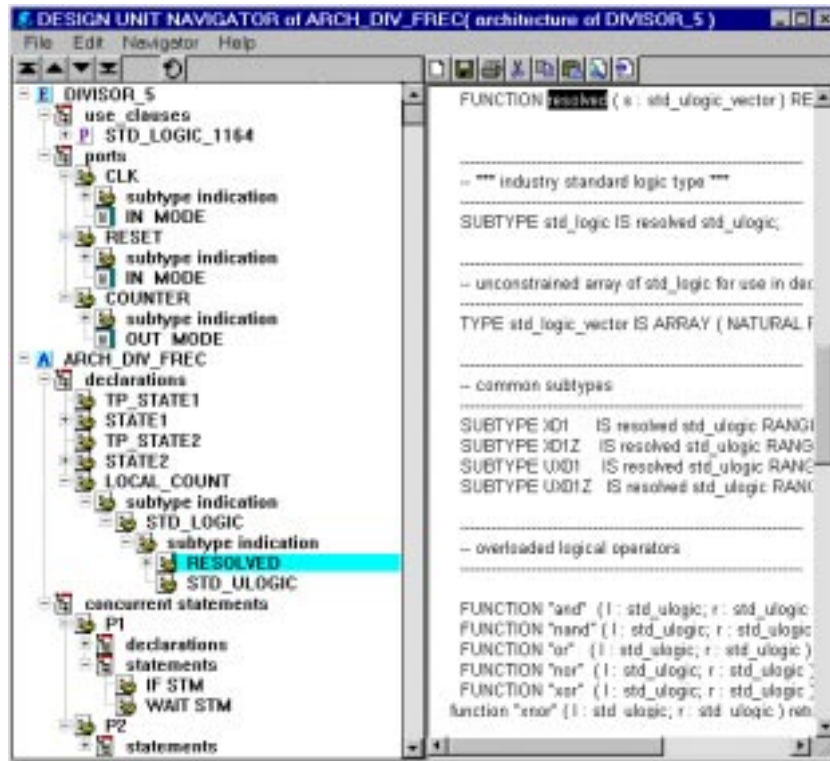 DESIGN UNIT NAVIGATOR of ARCH_DIV_FREC( architecture of DIVISOR_5 )
File Edit Navigator Help
E DIVISOR_5
use_clauses
P STD_LOGIC_1164
ports
CLK
subtype indication
IN MODE
RESET
subtype indication
IN MODE
COUNTER
subtype indication
OUT MODE
A ARCH_DIV_FREC
declarations
TP_STATE1
STATE1
TP_STATE2
STATE2
LOCAL_COUNT
subtype indication
STD_LOGIC
subtype indication
RESOLVED
STD_ULOGIC
concurrent statements
P1
declarations
statements
IF STM
WAIT STM
P2
statements
FUNCTION resolved ( s : std_ulogic_vector ) RE
-- *** industry standard logic type ***
SUBTYPE std_logic IS resolved std_ulogic;
-- unconstrained array of std_logic for use in dec
TYPE std_logic_vector IS ARRAY ( NATURAL R
-- common subtypes
SUBTYPE X01 IS resolved std_ulogic RANGE
SUBTYPE X01Z IS resolved std_ulogic RANG
SUBTYPE UX01 IS resolved std_ulogic RANG
SUBTYPE UX01Z IS resolved std_ulogic RANG
-- overloaded logical operators
FUNCTION "and" ( l : std_ulogic; r : std_ulogic
FUNCTION "nand" ( l : std_ulogic; r : std_ulogic
FUNCTION "or" ( l : std_ulogic; r : std_ulogic )
FUNCTION "nor" ( l : std_ulogic; r : std_ulogic
FUNCTION "xor" ( l : std_ulogic; r : std_ulogic )
function "xnor" ( l : std_ulogic; r : std_ulogic ) retu